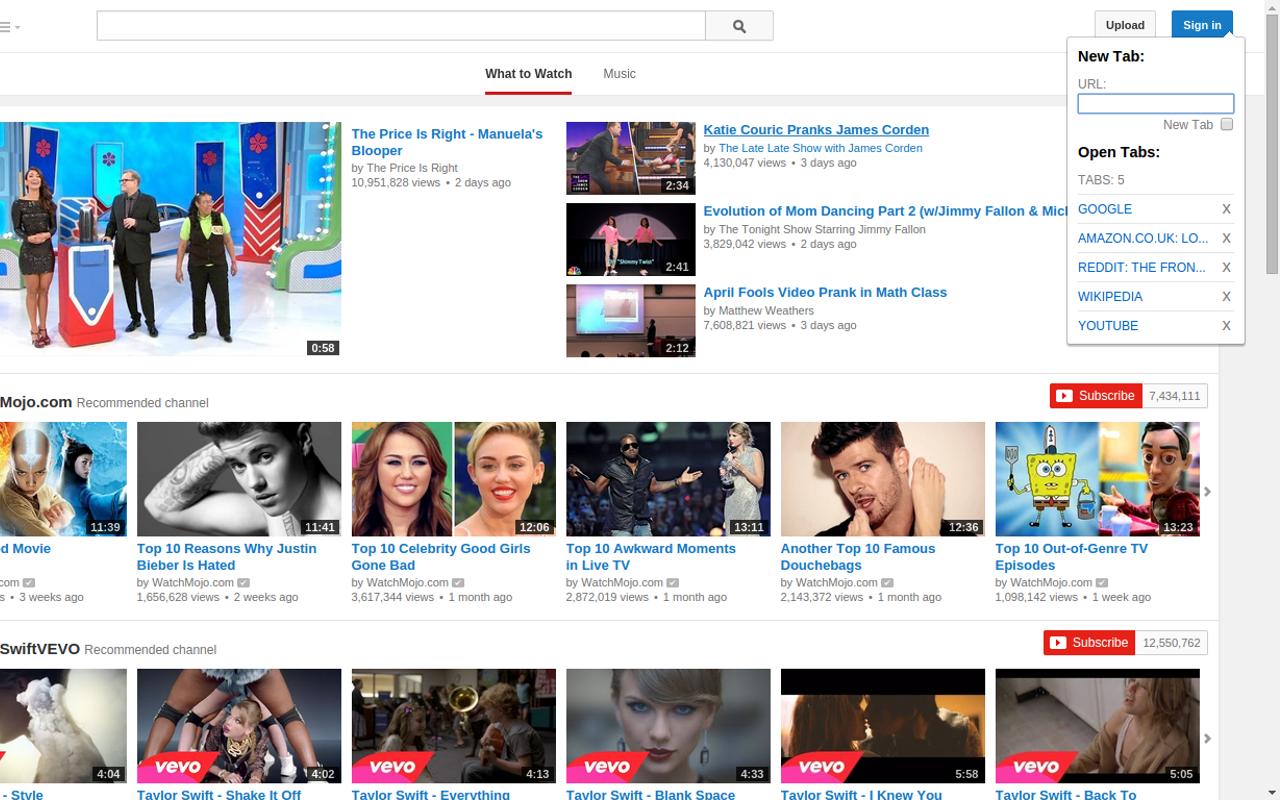 Upload
Sign in
What to Watch
Music
New Tab:
URL:
New Tab
Open Tabs:
TABS: 5
GOOGLE X
AMAZON.CO.UK: LO... X
REDDIT: THE FRON... X
WIKIPEDIA X
YOUTUBE X
0:58
The Price Is Right - Manuela's
Blooper
by The Price Is Right
10,951,828 views • 2 days ago
2:34
Katie Couric Pranks James Corden
by The Late Late Show with James Corden
4,130,047 views • 3 days ago
"Shimmy Twist"
2:41
Evolution of Mom Dancing Part 2 (w/Jimmy Fallon & Mich
by The Tonight Show Starring Jimmy Fallon
3,829,042 views • 2 days ago
2:12
April Fools Video Prank in Math Class
by Matthew Weathers
7,608,821 views • 3 days ago
Mojo.com Recommended channel
Subscribe 7,434,111
11:39
d Movie
com
s • 3 weeks ago
11:41
Top 10 Reasons Why Justin
Bieber Is Hated
by WatchMojo.com
1,656,628 views • 2 weeks ago
12:06
Top 10 Celebrity Good Girls
Gone Bad
by WatchMojo.com
3,617,344 views • 1 month ago
13:11
Top 10 Awkward Moments
in Live TV
by WatchMojo.com
2,872,019 views • 1 month ago
12:36
Another Top 10 Famous
Douchebags
by WatchMojo.com
2,143,372 views • 1 month ago
13:23
Top 10 Out-of-Genre TV
Episodes
by WatchMojo.com
1,098,142 views • 1 week ago
SwiftVEVO Recommended channel
Subscribe 12,550,762
4:04
- Style
vevo
4:02
Taylor Swift - Shake It Off
vevo
4:13
Taylor Swift - Everything
vevo
4:33
Taylor Swift - Blank Space
vevo
5:58
Taylor Swift - I Knew You
vevo
5:05
Taylor Swift - Back To